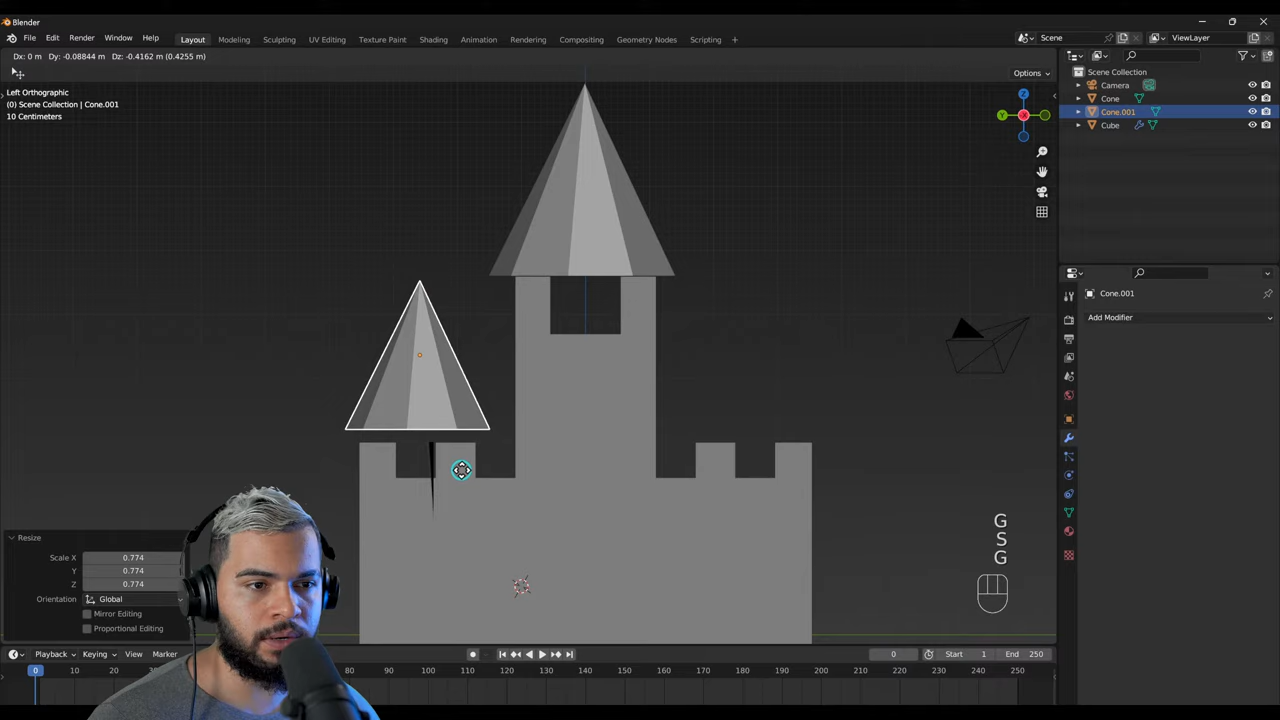 Blender
File Edit Render Window Help Layout Modeling Sculpting UV Editing Texture Paint Shading Animation Rendering Compositing Geometry Nodes Scripting + Scene ViewLayer
Dx: 0 m Dy: -0.08844 m Dz: -0.4162 m (0.4255 m)
Options
Left Orthographic
(0) Scene Collection | Cone.001
10 Centimeters
Z
Y
X
Scene Collection
Camera
Cone
Cone.001
Cube
Cone.001
Add Modifier
G
S
G
Resize
Scale X 0.774
Y 0.774
Z 0.774
Orientation Global
Mirror Editing
Proportional Editing
Playback Keying View Marker 0 Start 1 End 250
0 80 90 100 110 120 130 140 150 160 170 180 190 200 210 220 230 240 250